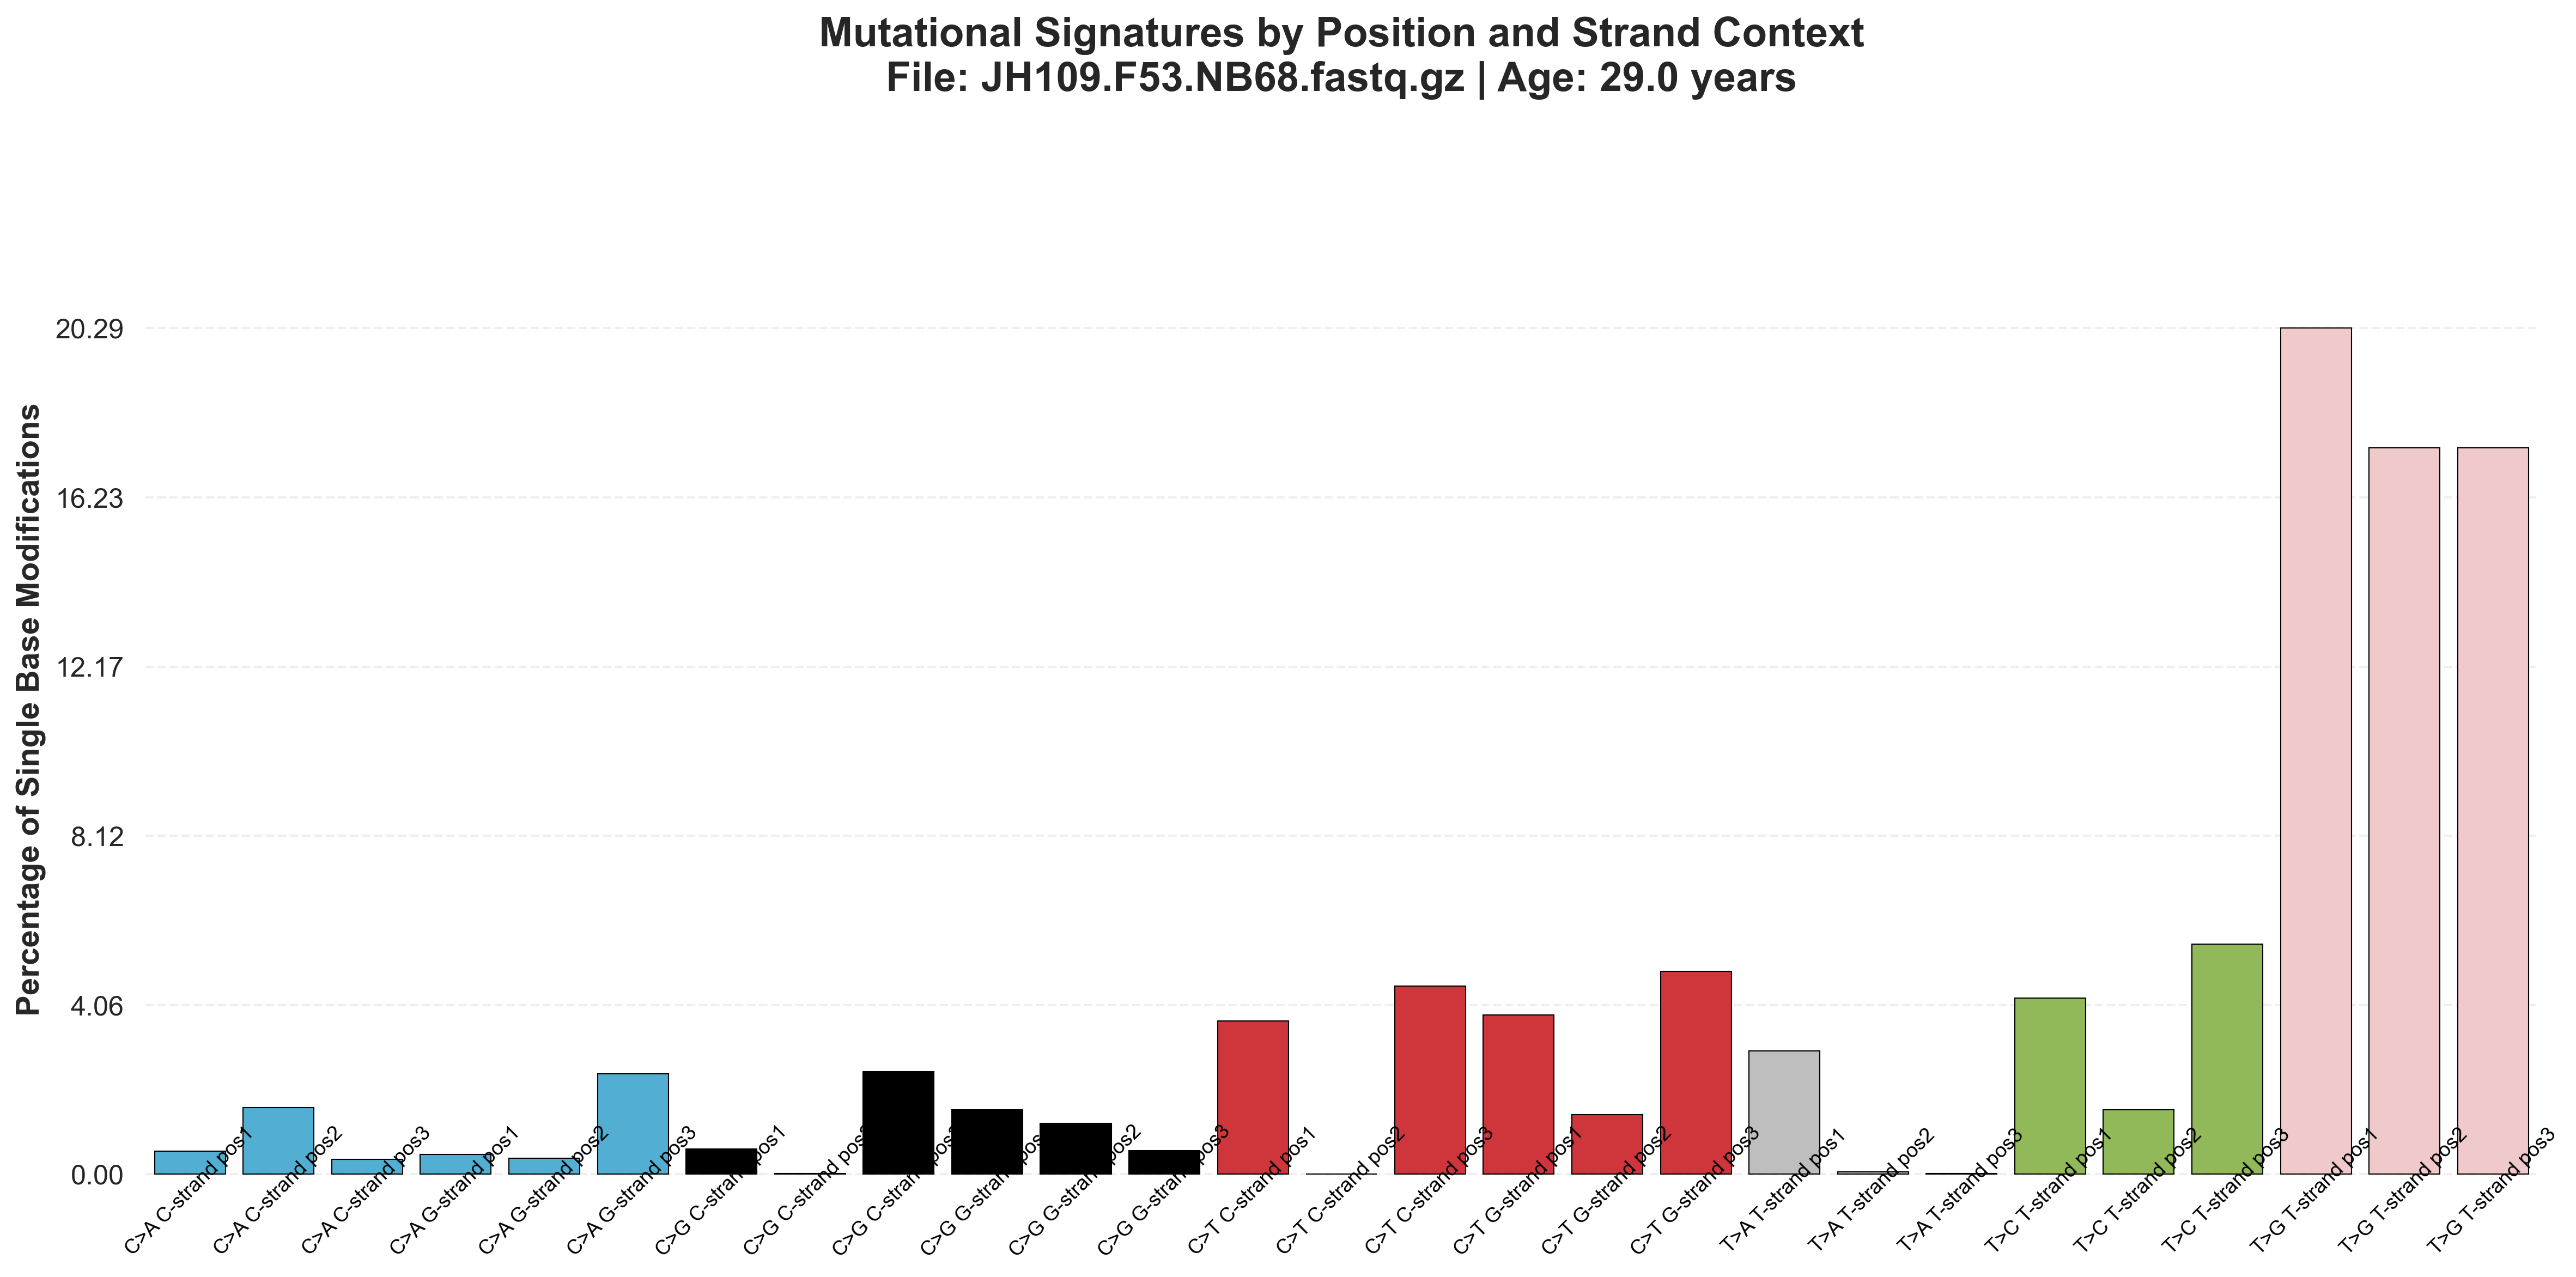 Mutational Signatures by Position and Strand Context
File: JH109.F53.NB68.fastq.gz | Age: 29.0 years
Percentage of Single Base Modifications
20.29
16.23
12.17
8.12
4.06
0.00
C>A C-strand pos1
C>A C-strand pos2
C>A C-strand pos3
C>A G-strand pos1
C>A G-strand pos2
C>A G-strand pos3
C>G C-strand pos1
C>G C-strand pos2
C>G C-strand pos3
C>G G-strand pos1
C>G G-strand pos2
C>G G-strand pos3
C>T C-strand pos1
C>T C-strand pos2
C>T C-strand pos3
C>T G-strand pos1
C>T G-strand pos2
C>T G-strand pos3
T>A T-strand pos1
T>A T-strand pos2
T>A T-strand pos3
T>C T-strand pos1
T>C T-strand pos2
T>C T-strand pos3
T>G T-strand pos1
T>G T-strand pos2
T>G T-strand pos3